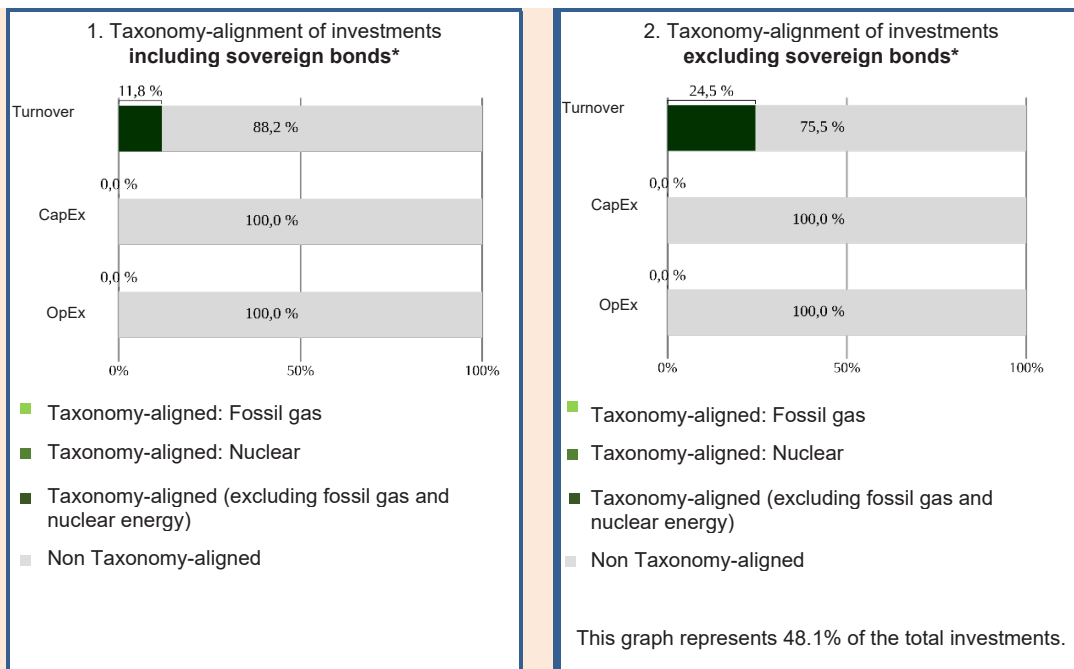 1. Taxonomy-alignment of investments
including sovereign bonds*
11,8 %
Turnover
88,2 %
0,0 %
CapEx
100,0 %
0,0 %
OpEx
100,0 %
0%
50%
100%
Taxonomy-aligned: Fossil gas
Taxonomy-aligned: Nuclear
Taxonomy-aligned (excluding fossil gas and
nuclear energy)
Non Taxonomy-aligned
2. Taxonomy-alignment of investments
excluding sovereign bonds*
24,5 %
Turnover
75,5 %
0,0 %
CapEx
100,0 %
0,0 %
OpEx
100,0 %
0%
50%
100%
Taxonomy-aligned: Fossil gas
Taxonomy-aligned: Nuclear
Taxonomy-aligned (excluding fossil gas and
nuclear energy)
Non Taxonomy-aligned
This graph represents 48.1% of the total investments.